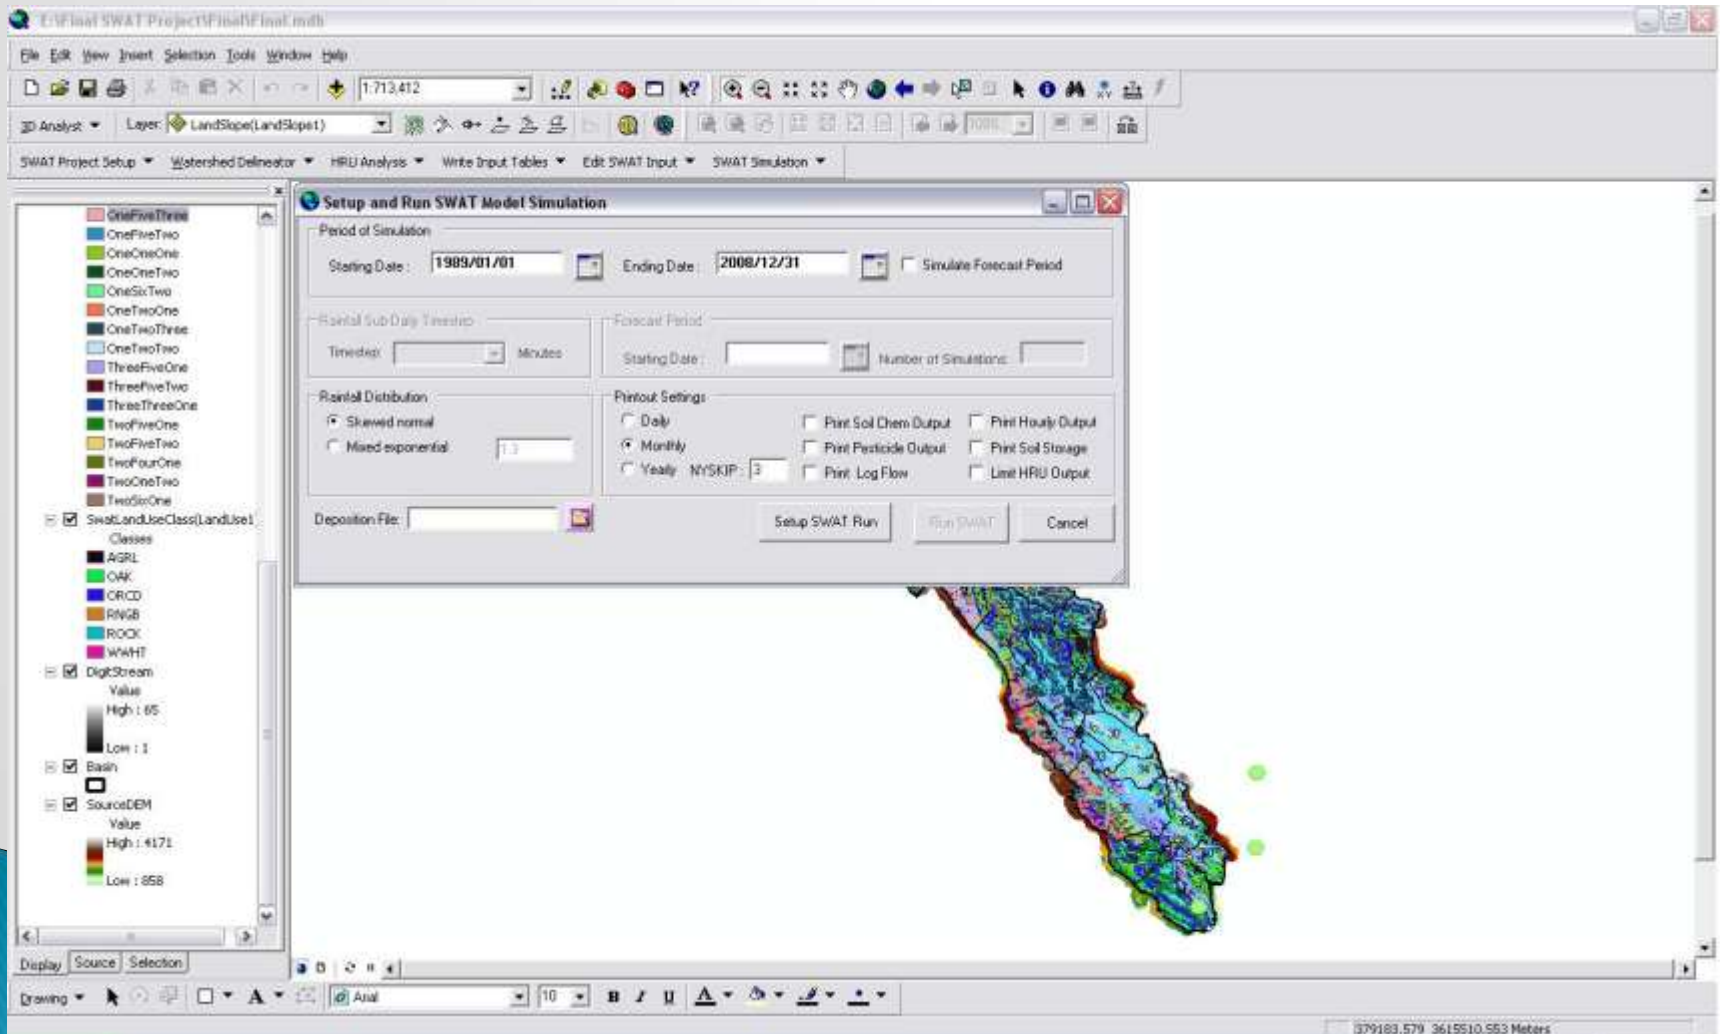 E:\Final SWAT Project\Final\Final.mdb
File Edit View Insert Selection Tools Window Help
1:713,412
3D Analyst Layer: LandSlope(LandSlope1)
SWAT Project Setup Watershed Delineator HRU Analysis Write Input Tables Edit SWAT Input SWAT Simulation
OneFiveThree
OneFiveTwo
OneOneOne
OneOneTwo
OneSixTwo
OneTwoOne
OneTwoThree
OneTwoTwo
ThreeFiveOne
ThreeFiveTwo
ThreeThreeOne
TwoFiveOne
TwoFiveTwo
TwoFourOne
TwoOneTwo
TwoSixOne
SwatLandUseClass(LandUse1
Classes
AGRL
OAK
ORCD
RNGB
ROCK
WWHT
DigitStream
Value
High : 65
Low : 1
Basin
SourceDEM
Value
High : 4171
Low : 858
Display Source Selection
Setup and Run SWAT Model Simulation
Period of Simulation
Starting Date : 1989/01/01 Ending Date : 2008/12/31 Simulate Forecast Period
Rainfall Sub-Daily Timestep
Timestep: Minutes
Forecast Period
Starting Date : Number of Simulations:
Rainfall Distribution
Skewed normal
Mixed exponential 1.3
Printout Settings
Daily Print Soil Chem Output Print Hourly Output
Monthly Print Pesticide Output Print Soil Storage
Yearly NYSKIP : 3 Print Log Flow Limit HRU Output
Deposition File: Setup SWAT Run Run SWAT Cancel
Drawing A Arial 10 B I U A
379183.579 3615510.553 Meters